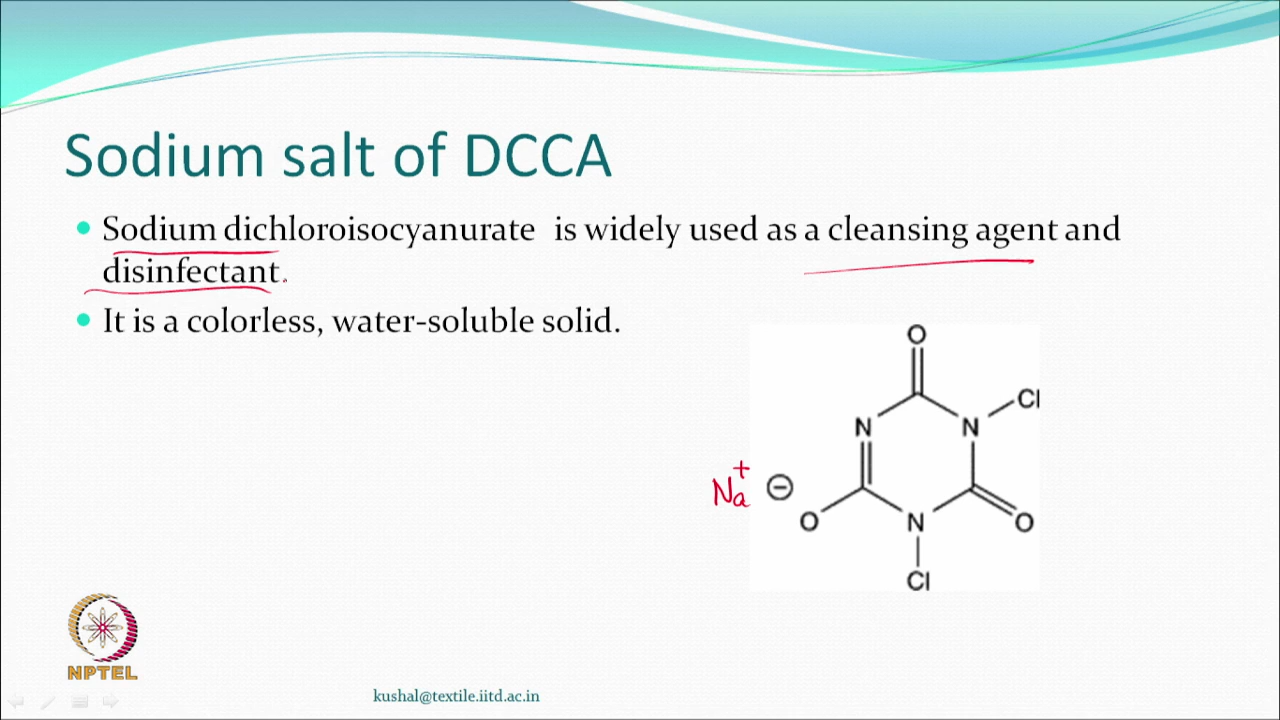 Sodium salt of DCCA
Sodium dichloroisocyanurate is widely used as a cleansing agent and
disinfectant.
It is a colorless, water-soluble solid.
O
Cl
N
N
Na+
O
N
O
Cl
NPTEL
kushal@textile.iitd.ac.in